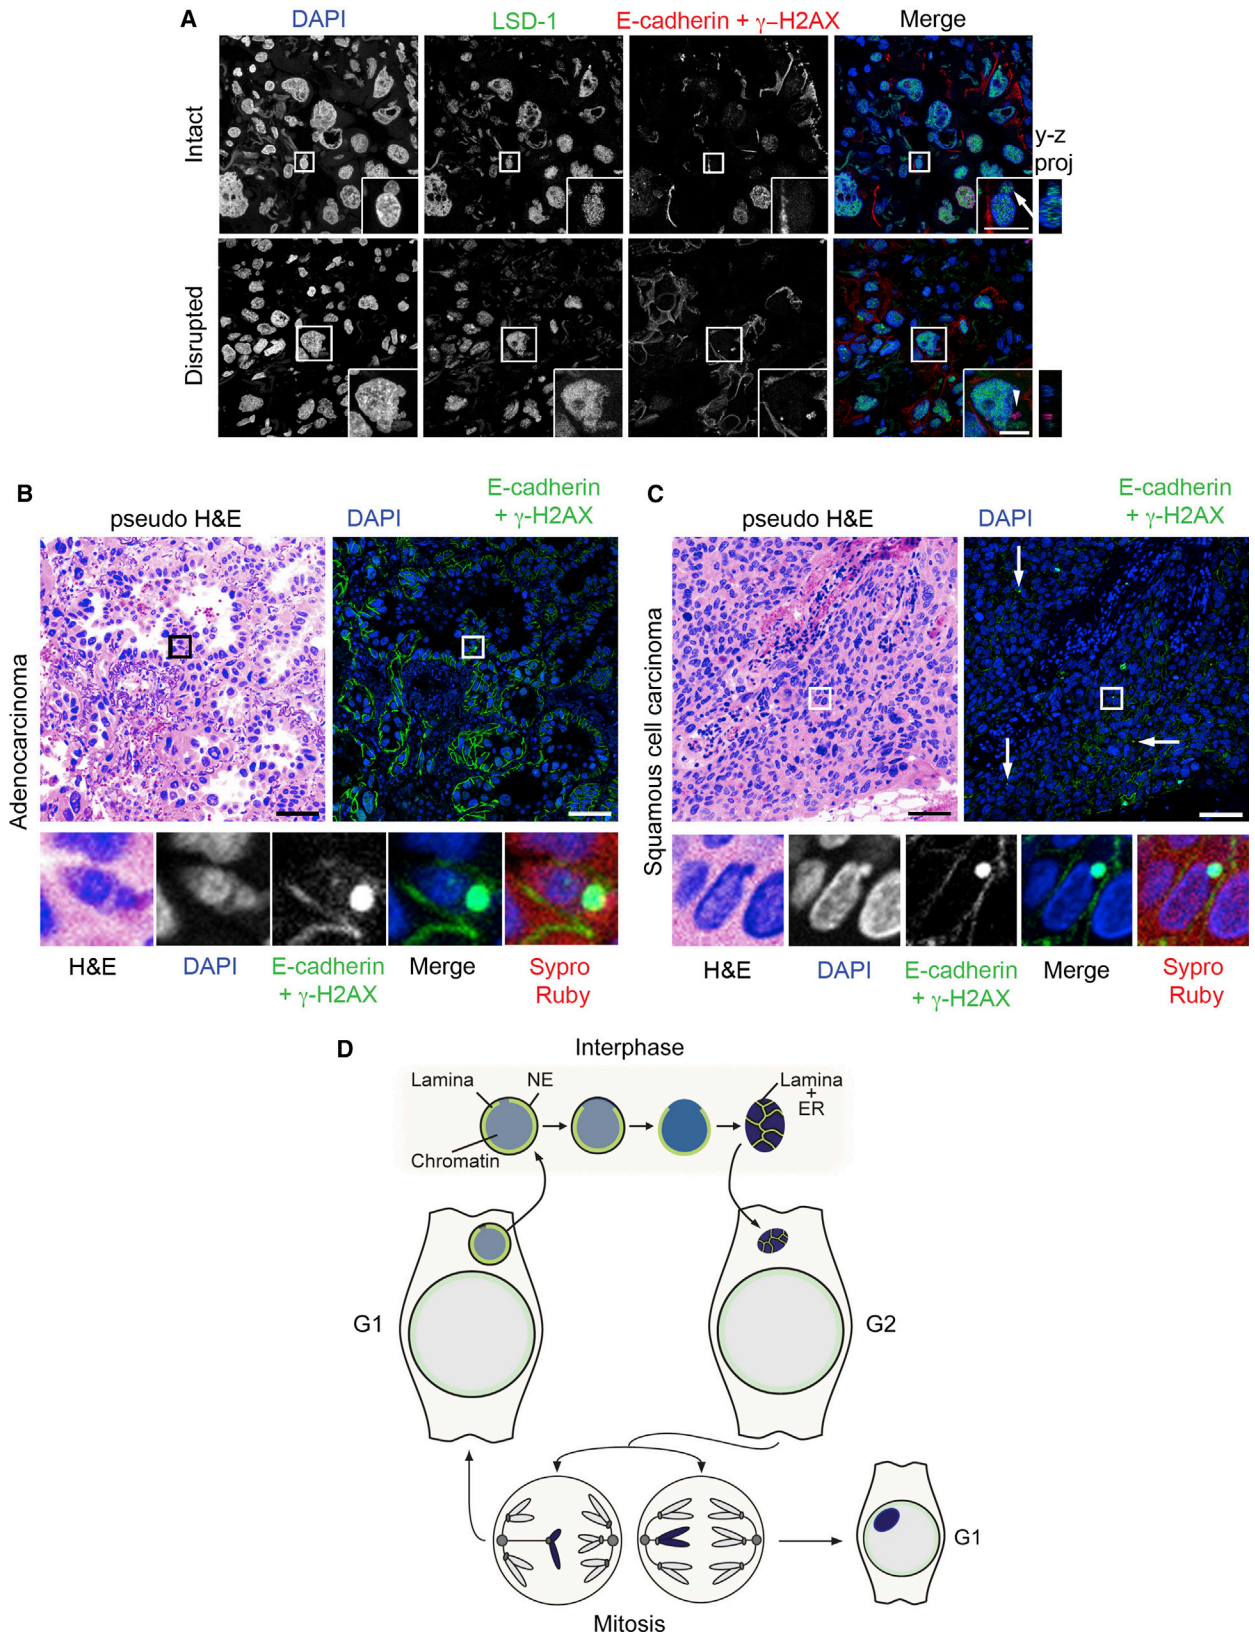 A
DAPI
LSD-1
E-cadherin + γ–H2AX
Merge
Intact
y-z
proj
Disrupted
B
pseudo H&E
DAPI
E-cadherin
+ γ-H2AX
Adenocarcinoma
H&E
DAPI
E-cadherin
+ γ-H2AX
Merge
Sypro
Ruby
C
pseudo H&E
DAPI
E-cadherin
+ γ-H2AX
Squamous cell carcinoma
H&E
DAPI
E-cadherin
+ γ-H2AX
Merge
Sypro
Ruby
D
Interphase
Lamina
NE
Chromatin
Lamina
+
ER
G1
G2
G1
Mitosis